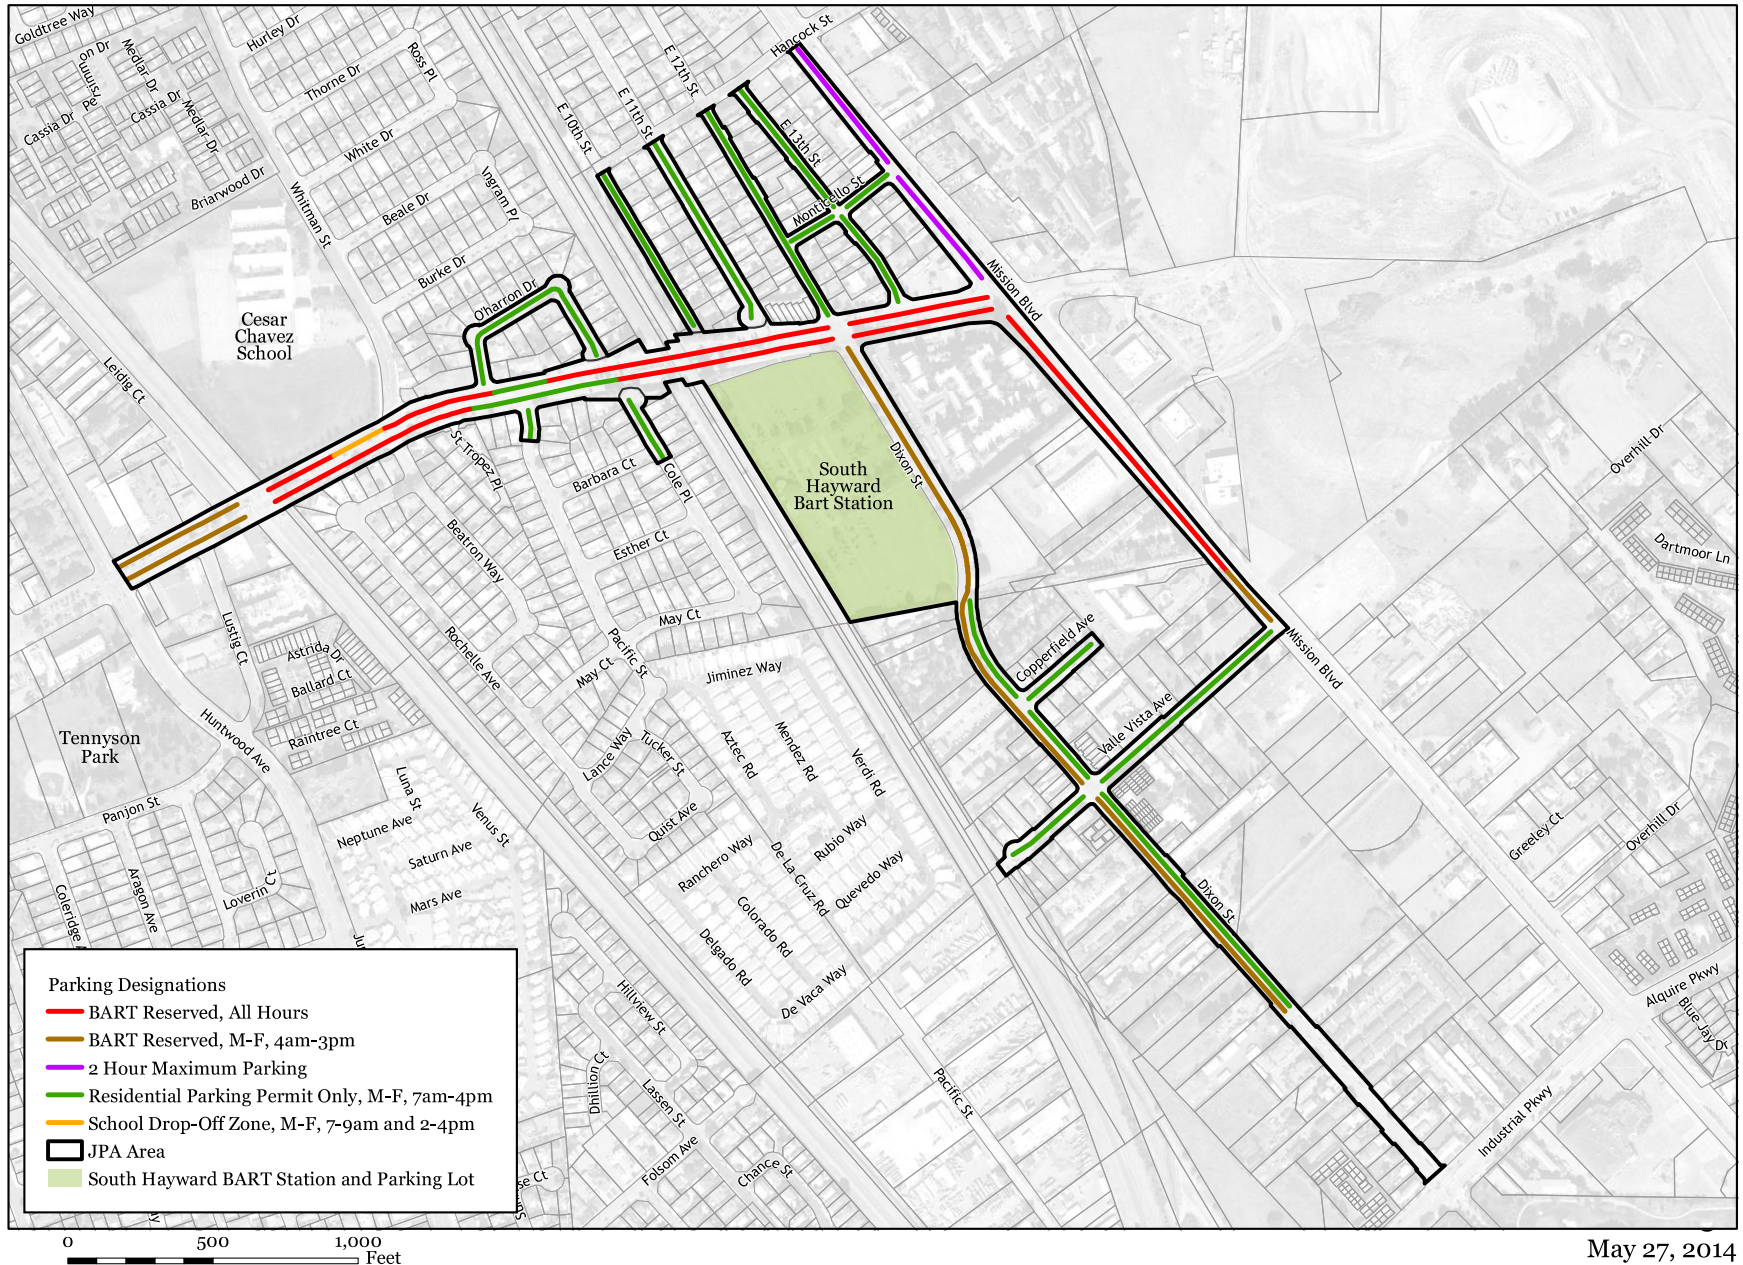 Goldtree Way
Hurley Dr
Hancock St
on Dr
Medlar Dr
Ross Pl
E 12th St
Persimm
Thorne Dr
Cassia Dr
Cassia Dr
Medlar Dr
E 11th St
E 10th St
E 13th St
White Dr
Briarwood Dr
Ingram Pl
Whitman St
Beale Dr
Monticello St
Burke Dr
Mission Blvd
O'harron Dr
Cesar
Chavez
School
Leidig Ct
St. Tropez Pl
Barbara Ct
Cole Pl
South
Hayward
Bart Station
Dixon St
Overhill Dr
Beatron Way
Esther Ct
Dartmoor Ln
Lustig Ct
May Ct
Rochelle Ave
Pacific St
Astrida Dr
Ballard Ct
May Ct
Jiminez Way
Copperfield Ave
Mission Blvd
Tennyson
Park
Huntwood Ave
Raintree Ct
Lance Way
Tucker St
Aztec Rd
Mendez Rd
Verdi Rd
Valle Vista Ave
Luna St
Panjon St
Neptune Ave
Venus St
Quist Ave
Rubio Way
Saturn Ave
Ranchero Way
De La Cruz Rd
Quevedo Way
Greeley Ct
Overhill Dr
Coleridge A
Aragon Ave
Loverin Ct
Mars Ave
Colorado Rd
Delgado Rd
Dixon St
Jun
De Vaca Way
Hillview St
Alquire Pkwy
Blue Jay Dr
Parking Designations
BART Reserved, All Hours
BART Reserved, M-F, 4am-3pm
2 Hour Maximum Parking
Residential Parking Permit Only, M-F, 7am-4pm
School Drop-Off Zone, M-F, 7-9am and 2-4pm
JPA Area
South Hayward BART Station and Parking Lot
Dhillion Ct
Lassen St
Pacific St
Industrial Pkwy
Folsom Ave
Chance St
se Ct
0 500 1,000
Feet
May 27, 2014